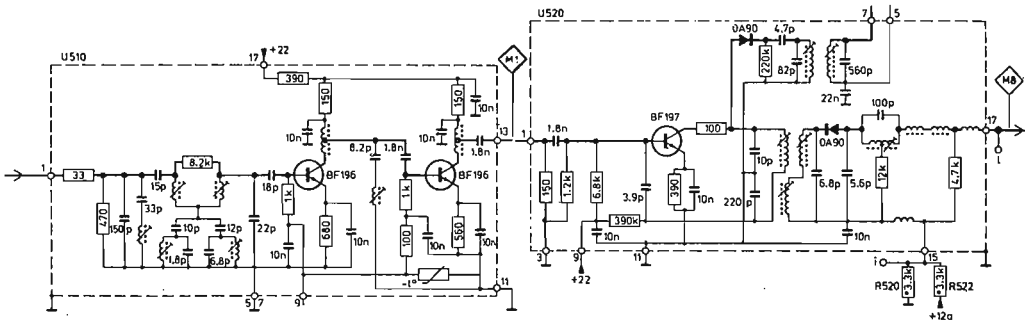 U510
17
+22
390
150
10n
150
10n
10n
13
1.8n
M1
1
33
15p
8.2k
18p
BF196
1k
8.2p
1.8n
BF196
1k
470
150p
33p
10p
12p
1.8p
6.8p
22p
10n
680
10n
100
10n
560
10n
-t°
5
7
9
11
U520
7
5
0A90
4.7p
220k
82p
560p
22n
1
1.8n
BF197
100
150
1.2k
6.8k
3.9p
390
10n
10p
220p
0A90
6.8p
5.6p
100p
12k
4.7k
17
M8
i
390k
10n
10n
3
9
+22
11
15
i
R520
3.3k
3.3k
R522
+12a